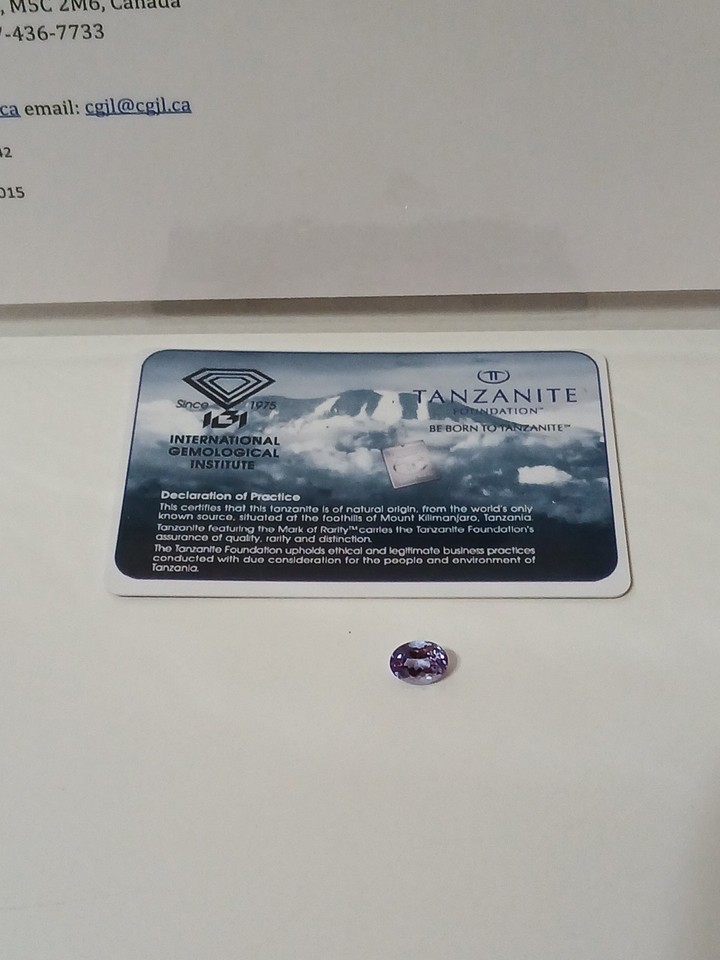 , M5C 2M6, Canada
7-436-7733
ca email: cgjl@cgjl.ca
42
015
Since 1975
IGI
INTERNATIONAL
GEMOLOGICAL
INSTITUTE
TANZANITE
FOUNDATION™
BE BORN TO TANZANITE™
Declaration of Practice
This certifies that this tanzanite is of natural origin, from the world's only
known source, situated at the foothills of Mount Kilimanjaro, Tanzania.
Tanzanite featuring the Mark of Rarity™ carries the Tanzanite Foundation's
assurance of quality, rarity and distinction.
The Tanzanite Foundation upholds ethical and legitimate business practices
conducted with due consideration for the people and environment of
Tanzania.